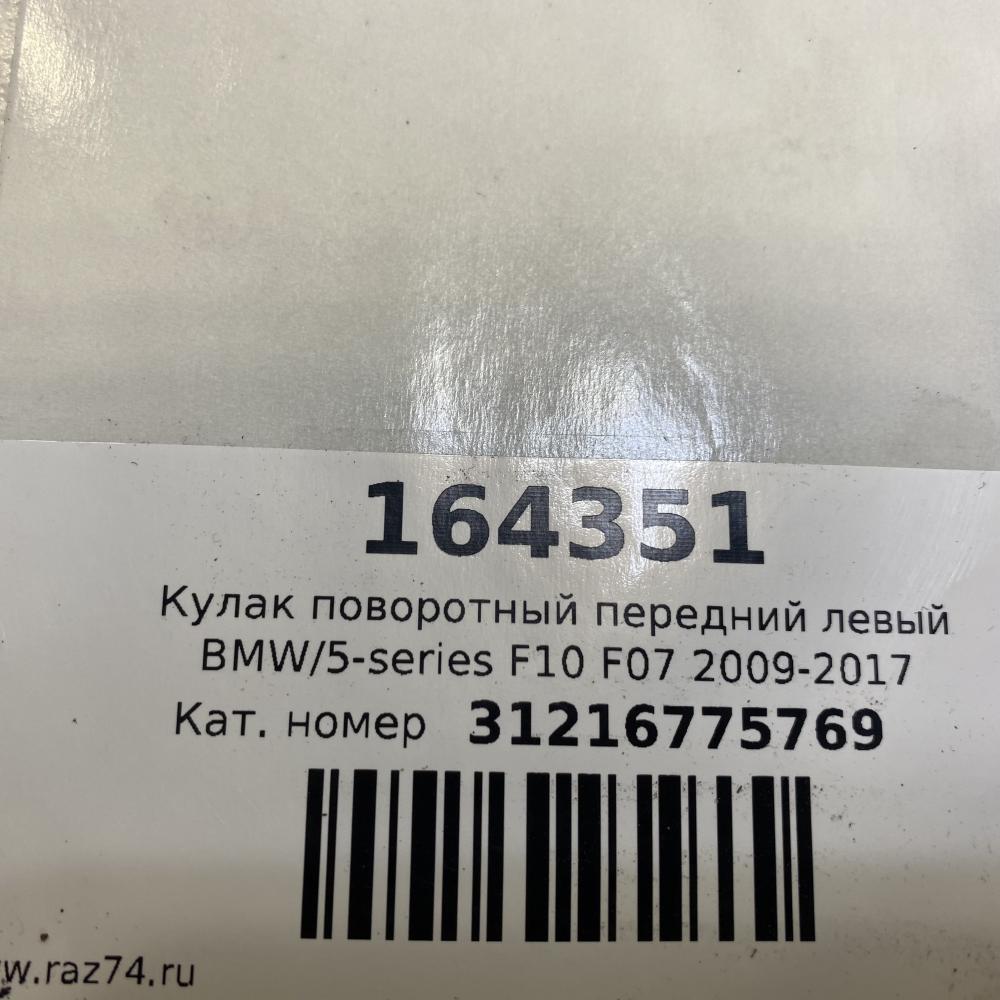 164351
Кулак поворотный передний левый
BMW/5-series F10 F07 2009-2017
Кат. номер 31216775769
w.raz74.ru